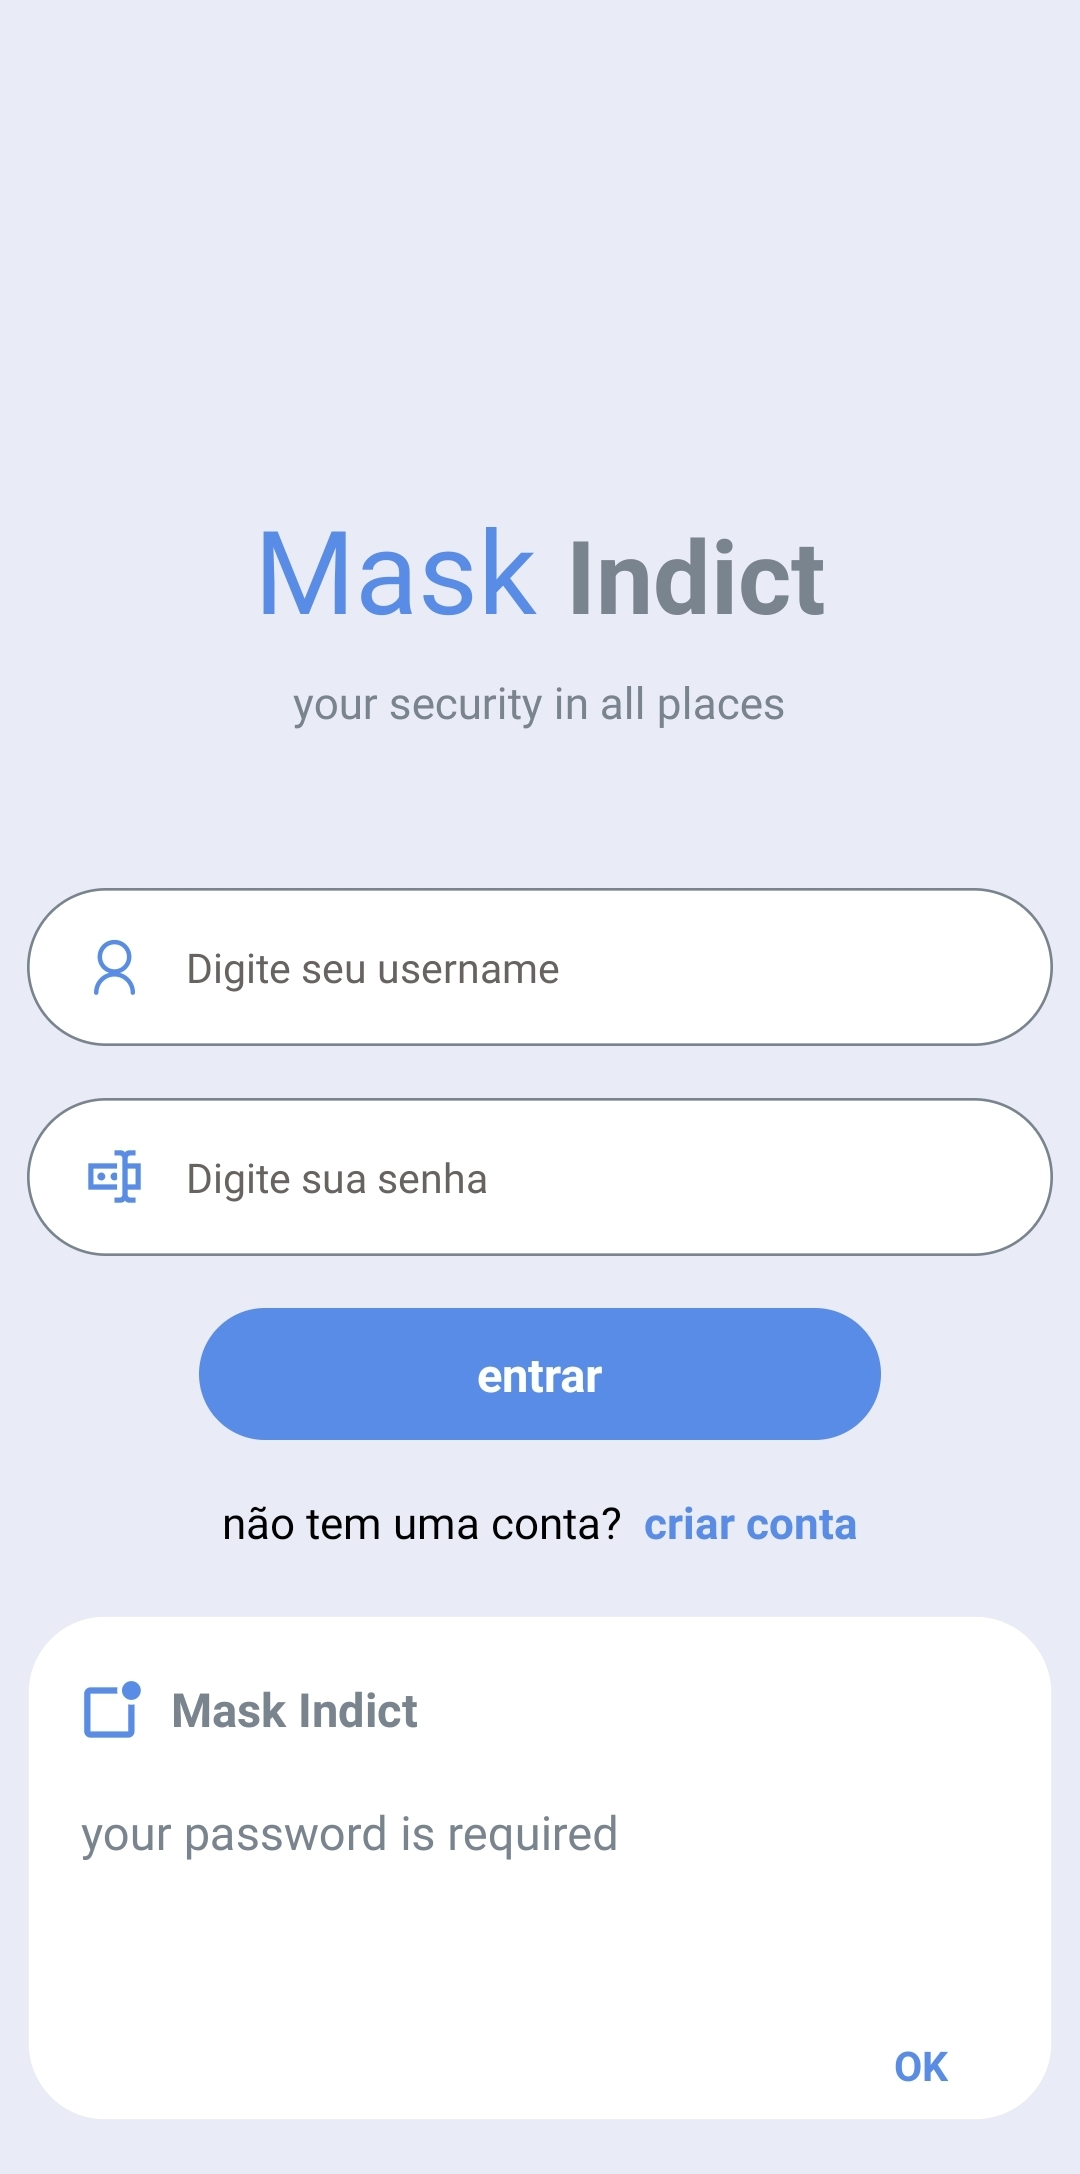 Mask Indict
your security in all places
Digite seu username
Digite sua senha
entrar
não tem uma conta? criar conta
Mask Indict
your password is required
OK